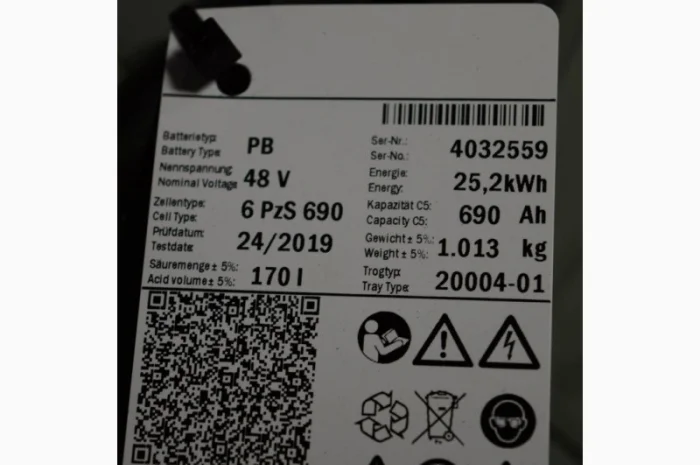 Batterietyp:
Battery Type: PB
Nennspannung
Nominal Voltage 48 V
Zellentype:
Cell Type: 6 PzS 690
Prüfdatum:
Testdate: 24/2019
Säuremenge ± 5%:
Acid volume ± 5%: 170 l
Ser-Nr.:
Ser-No.: 4032559
Energie:
Energy: 25,2kWh
Kapazität C5:
Capacity C5: 690 Ah
Gewicht ± 5%:
Weight ± 5%: 1.013 kg
Trogtyp:
Tray Type: 20004-01